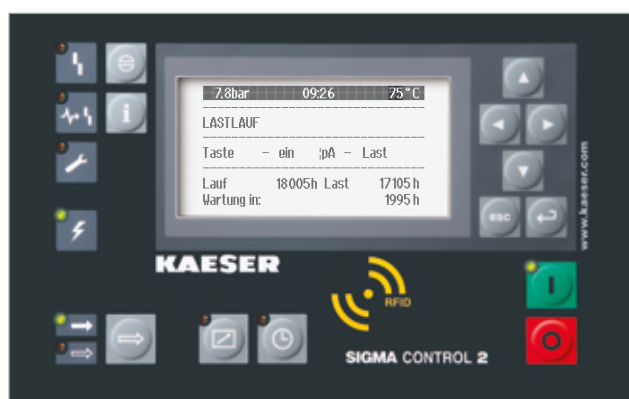 7.8bar 09:26 75°C
LASTLAUF
Taste - ein ¦pA - Last
Lauf 18005h Last 17105h
Wartung in: 1995h
esc
www.kaeser.com
KAESER
RFID
SIGMA CONTROL 2